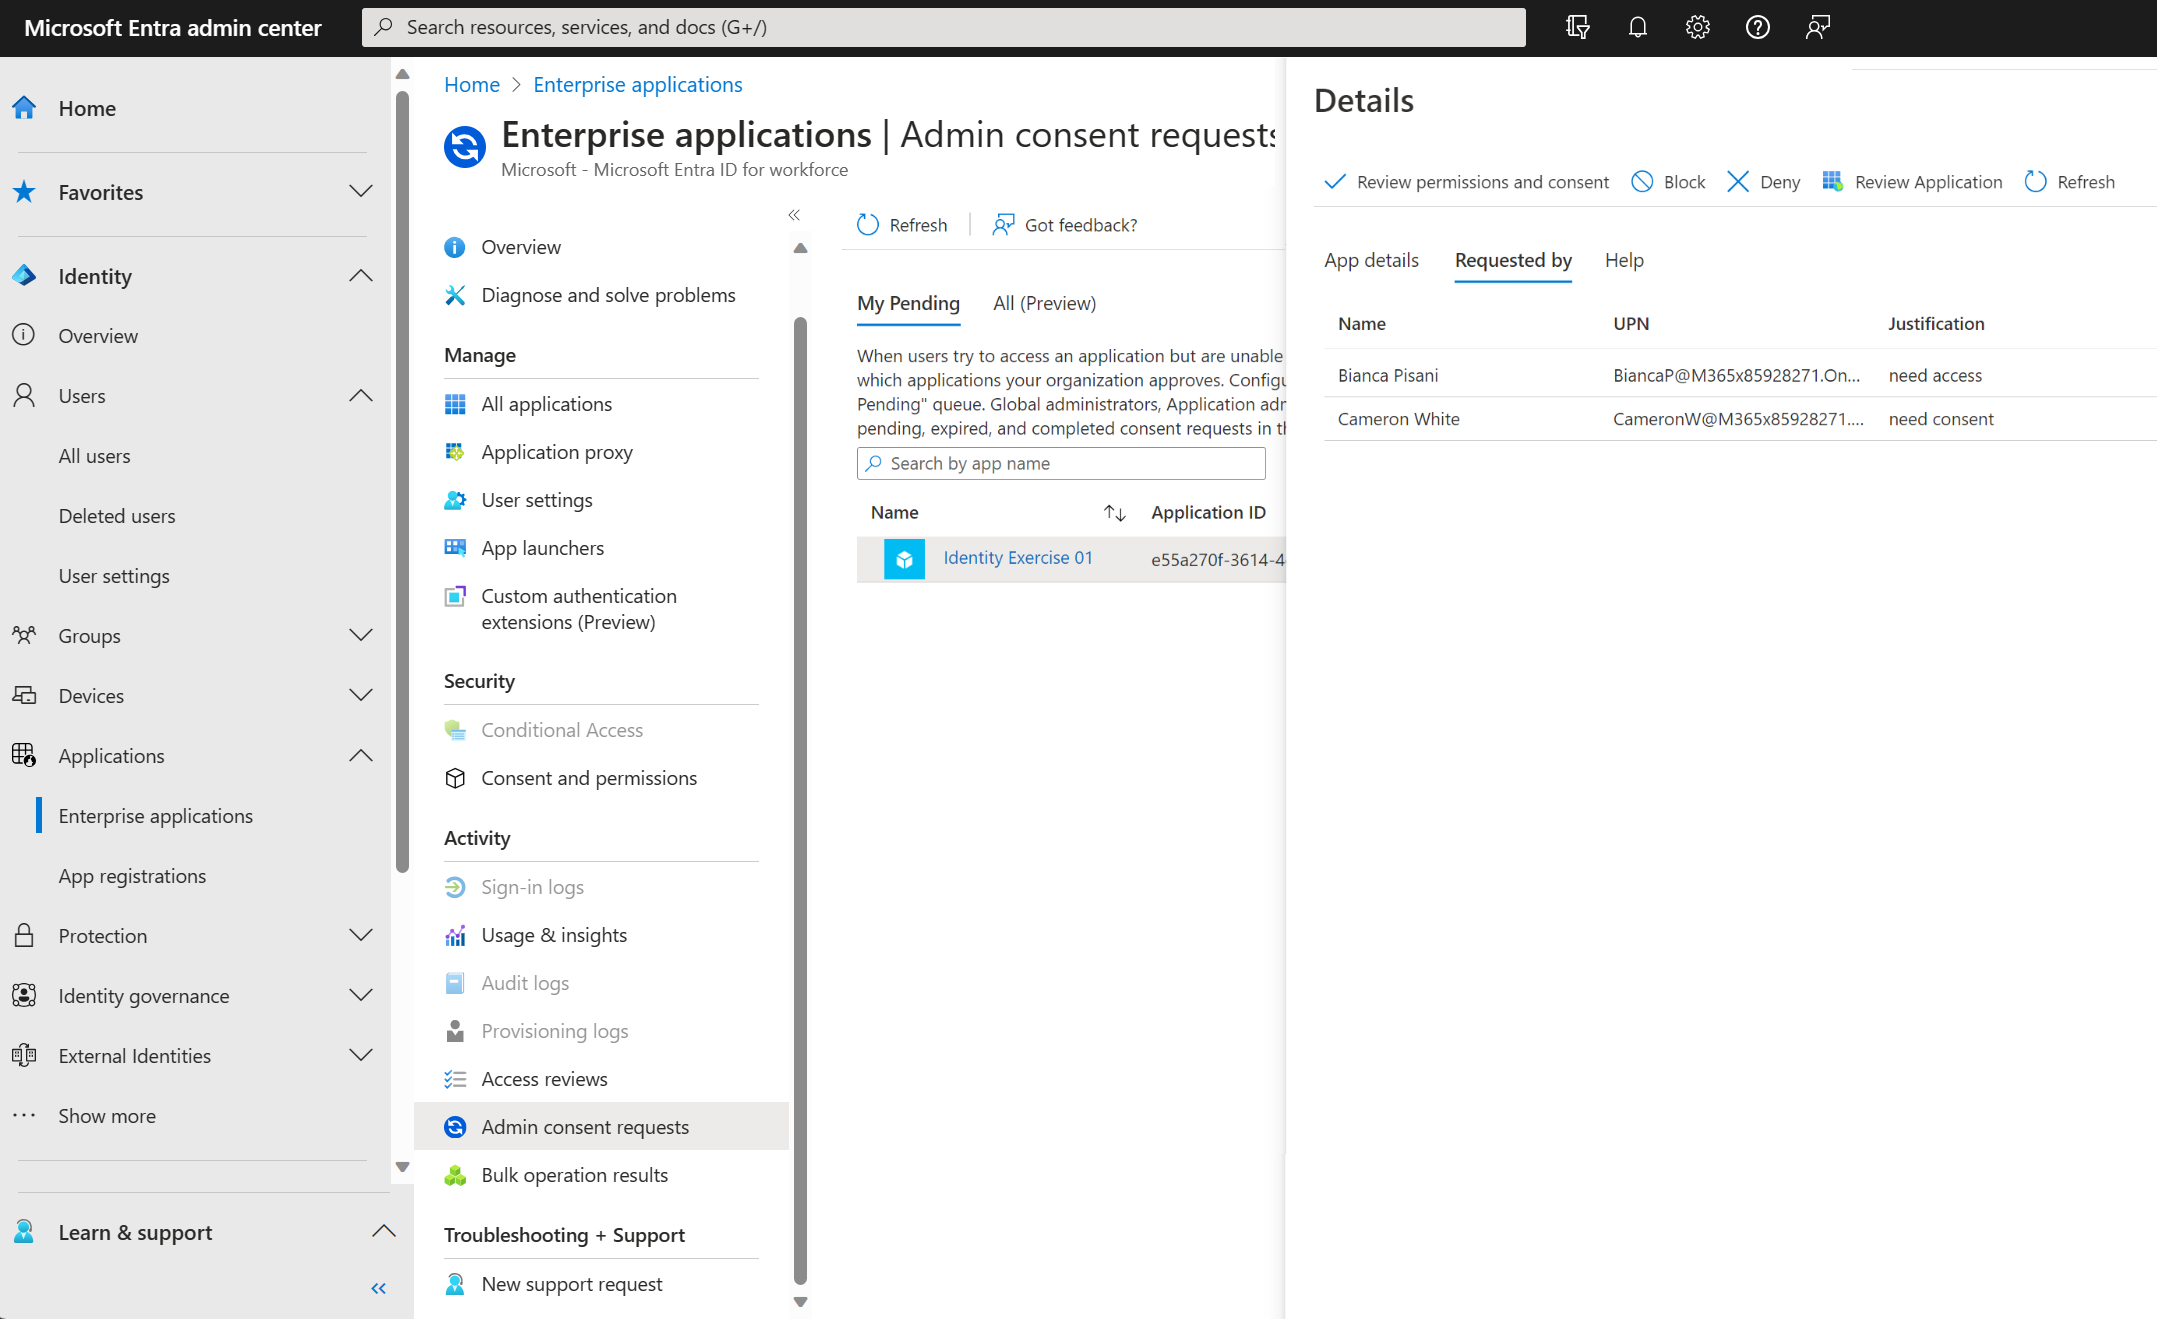 Microsoft Entra admin center
Search resources, services, and docs (G+/)
Home
Favorites
Identity
Overview
Users
All users
Deleted users
User settings
Groups
Devices
Applications
Enterprise applications
App registrations
Protection
Identity governance
External Identities
Show more
Learn & support
Home > Enterprise applications
Enterprise applications | Admin consent requests
Microsoft - Microsoft Entra ID for workforce
Overview
Diagnose and solve problems
Manage
All applications
Application proxy
User settings
App launchers
Custom authentication
extensions (Preview)
Security
Conditional Access
Consent and permissions
Activity
Sign-in logs
Usage & insights
Audit logs
Provisioning logs
Access reviews
Admin consent requests
Bulk operation results
Troubleshooting + Support
New support request
Refresh
Got feedback?
My Pending
All (Preview)
When users try to access an application but are unable
which applications your organization approves. Configu
Pending" queue. Global administrators, Application adr
pending, expired, and completed consent requests in th
Search by app name
Name
Application ID
Identity Exercise 01
e55a270f-3614-4
Details
Review permissions and consent
Block
Deny
Review Application
Refresh
App details
Requested by
Help
Name
UPN
Justification
Bianca Pisani
BiancaP@M365x85928271.On...
need access
Cameron White
CameronW@M365x85928271....
need consent